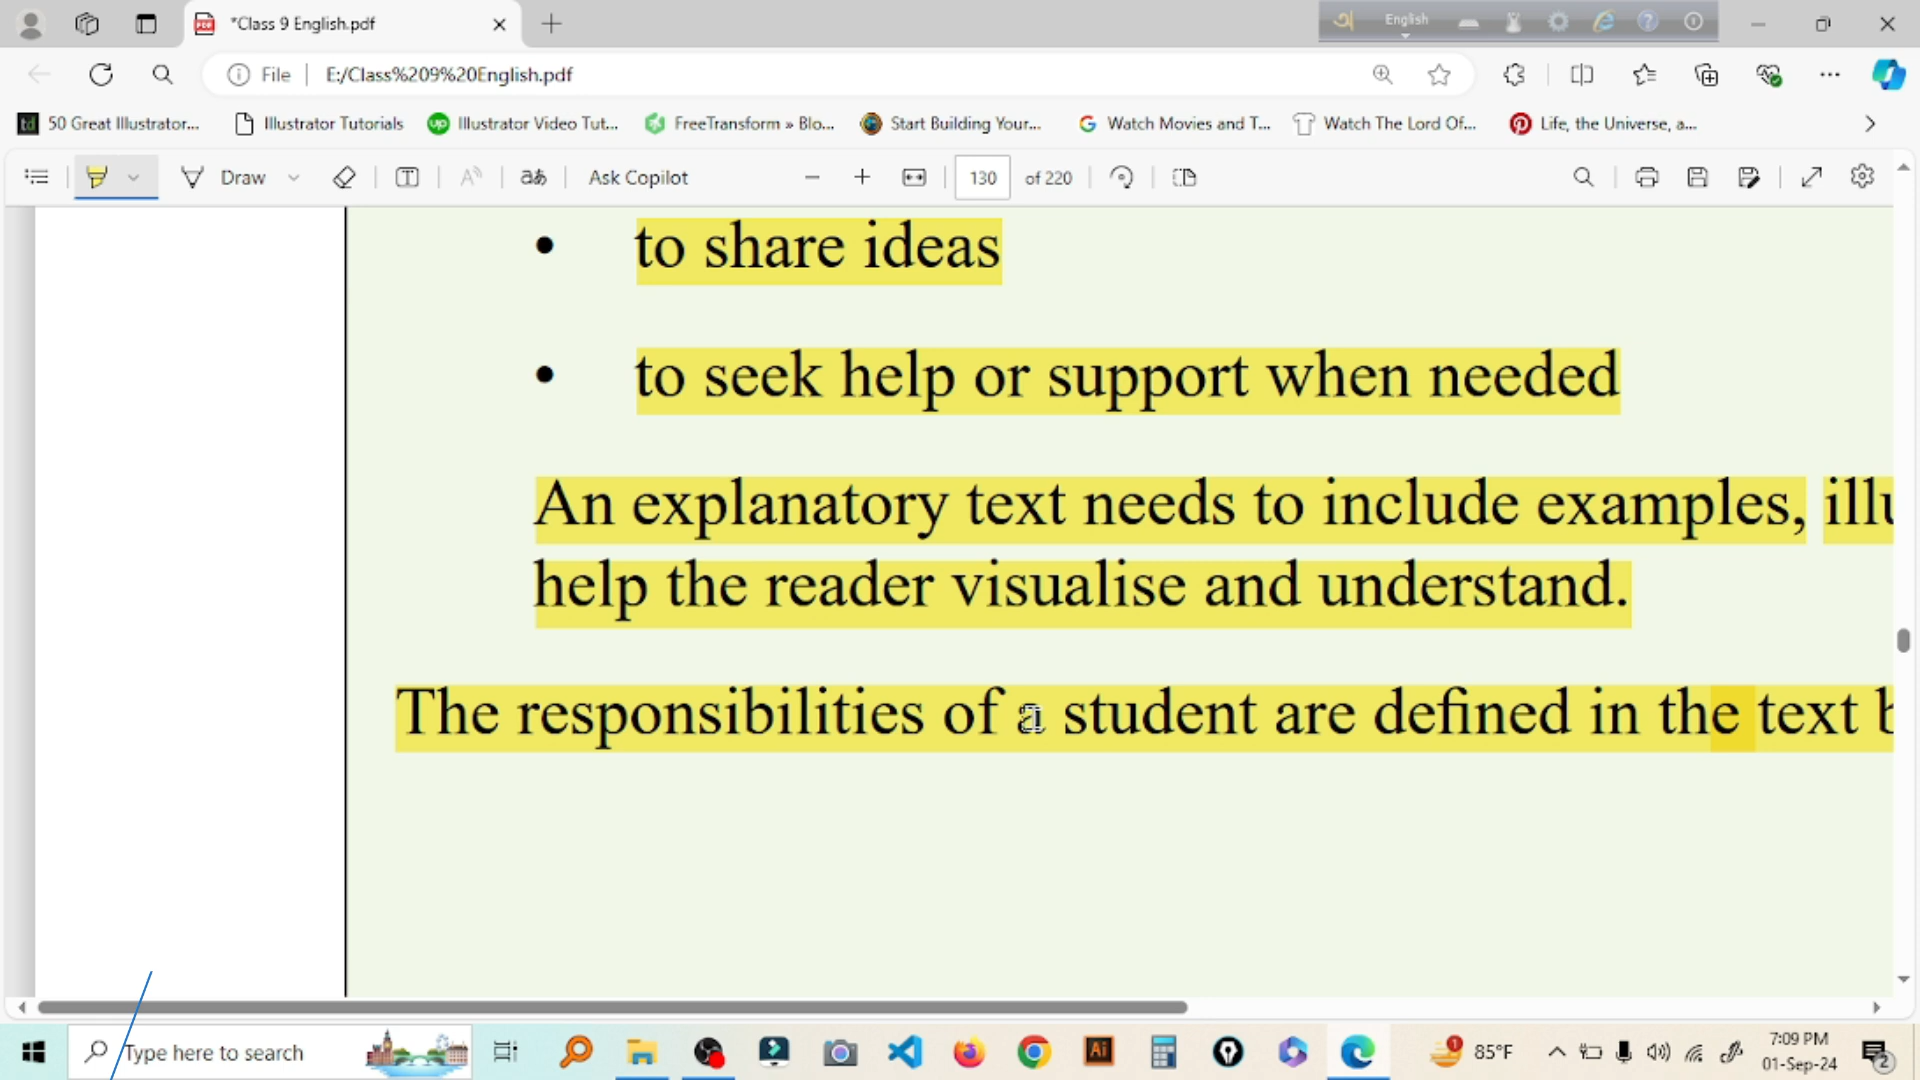 *Class 9 English.pdf
English
File
E:/Class%209%20English.pdf
50 Great Illustrator...
Illustrator Tutorials
Illustrator Video Tut...
FreeTransform » Blo...
Start Building Your...
Watch Movies and T...
Watch The Lord Of...
Life, the Universe, a...
Draw
Ask Copilot
130 of 220
• to share ideas
• to seek help or support when needed
An explanatory text needs to include examples, illu
help the reader visualise and understand.
The responsibilities of a student are defined in the text b
Type here to search
85°F
7:09 PM
01-Sep-24
2